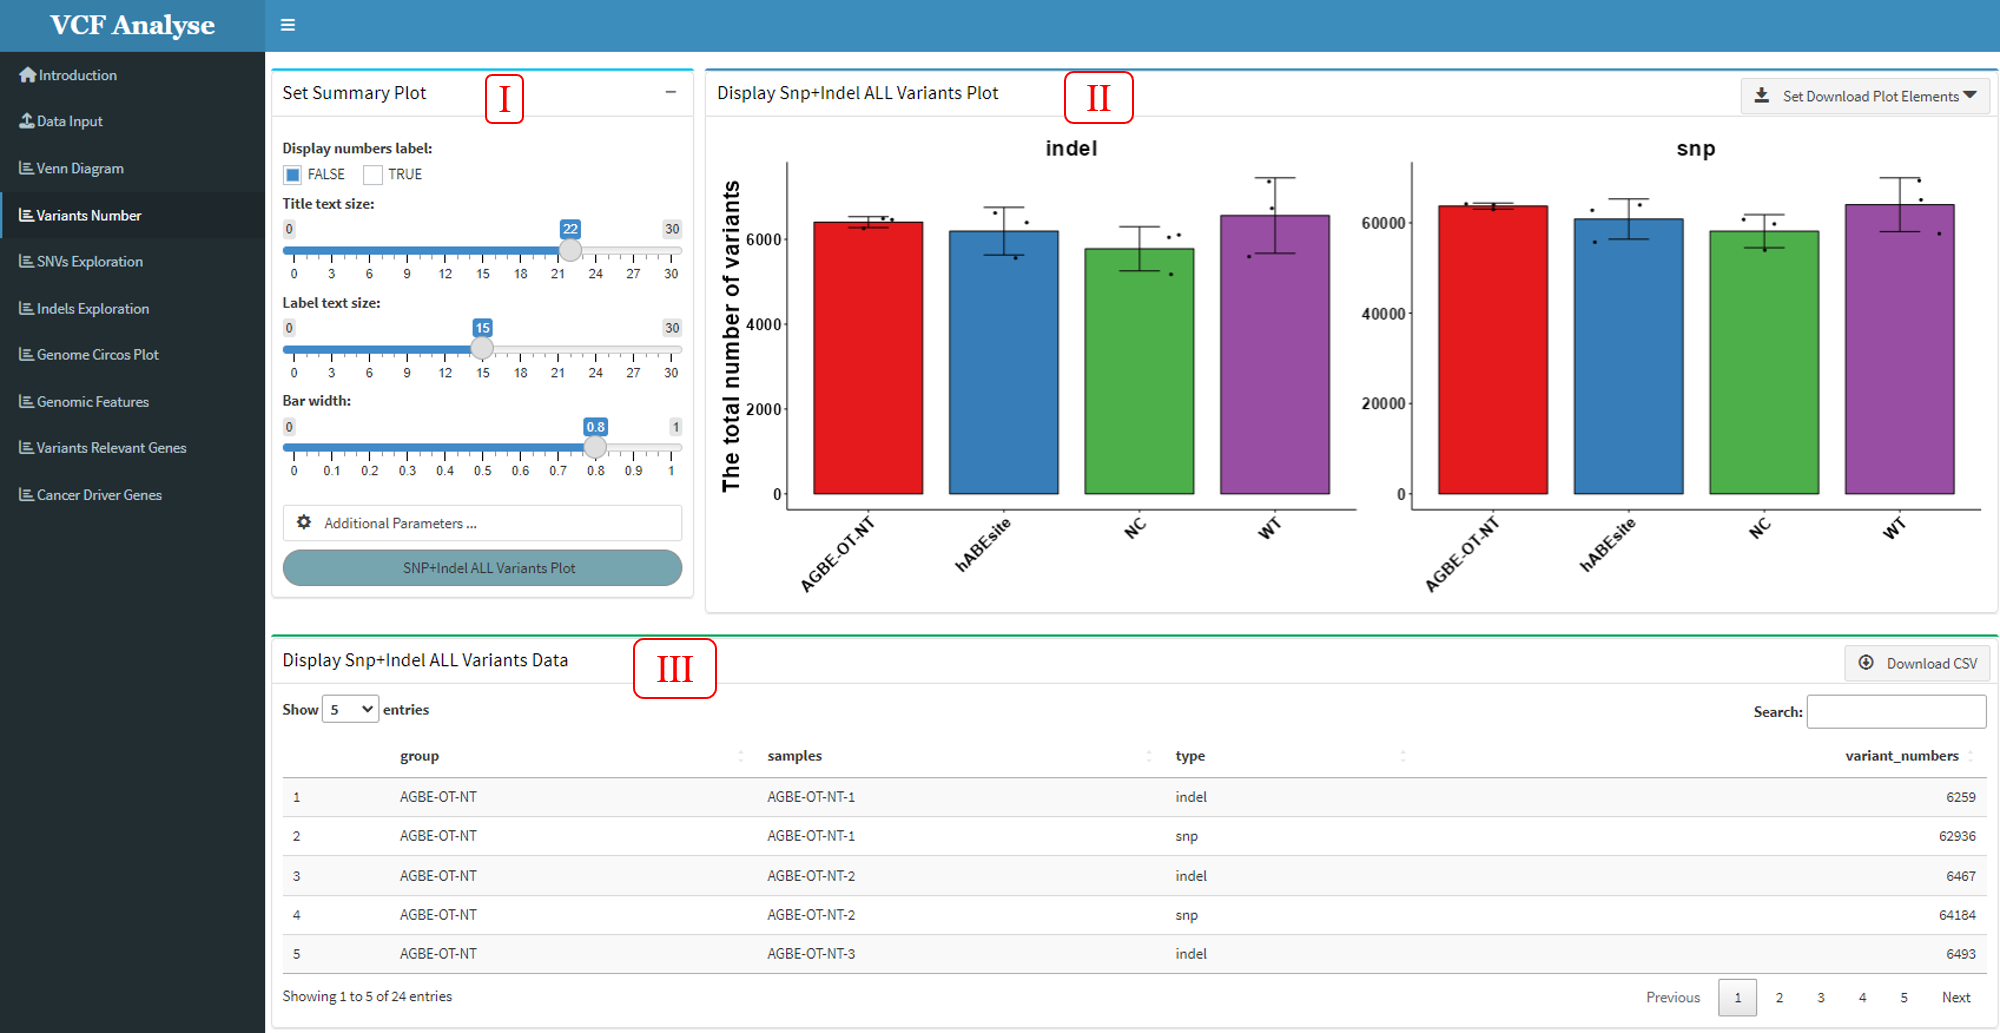 VCF Analyse
Introduction
Data Input
Venn Diagram
Variants Number
SNVs Exploration
Indels Exploration
Genome Circos Plot
Genomic Features
Variants Relevant Genes
Cancer Driver Genes
Set Summary Plot
I
Display numbers label:
FALSE TRUE
Title text size:
0 22 30
0 3 6 9 12 15 18 21 24 27 30
Label text size:
0 15 30
0 3 6 9 12 15 18 21 24 27 30
Bar width:
0 0.8 1
0 0.1 0.2 0.3 0.4 0.5 0.6 0.7 0.8 0.9 1
Additional Parameters ...
SNP+Indel ALL Variants Plot
Display Snp+Indel ALL Variants Plot
II
Set Download Plot Elements
The total number of variants
indel
6000
4000
2000
0
AGBE-OT-NT hABEsite NC WT
snp
60000
40000
20000
0
AGBE-OT-NT hABEsite NC WT
Display Snp+Indel ALL Variants Data
III
Download CSV
Show 5 entries
Search:
group samples type variant_numbers
1 AGBE-OT-NT AGBE-OT-NT-1 indel 6259
2 AGBE-OT-NT AGBE-OT-NT-1 snp 62936
3 AGBE-OT-NT AGBE-OT-NT-2 indel 6467
4 AGBE-OT-NT AGBE-OT-NT-2 snp 64184
5 AGBE-OT-NT AGBE-OT-NT-3 indel 6493
Showing 1 to 5 of 24 entries
Previous 1 2 3 4 5 Next